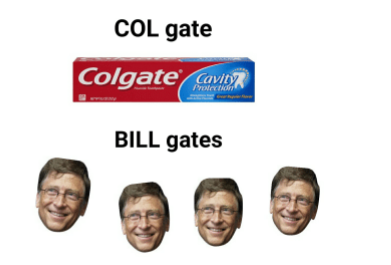 COL gate
Colgate
Cavity
Protection
BILL gates